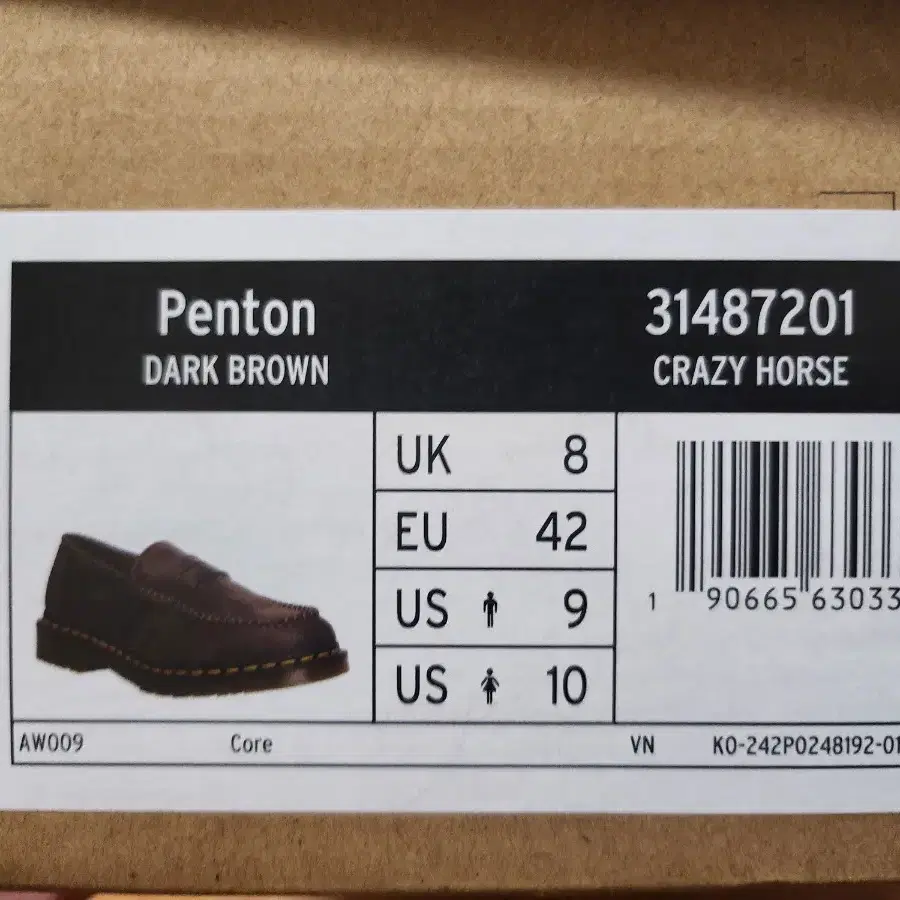 Penton
DARK BROWN
31487201
CRAZY HORSE
UK 8
EU 42
US 9
US 10
1 90665 63033
AW009 Core VN K0-242P0248192-01